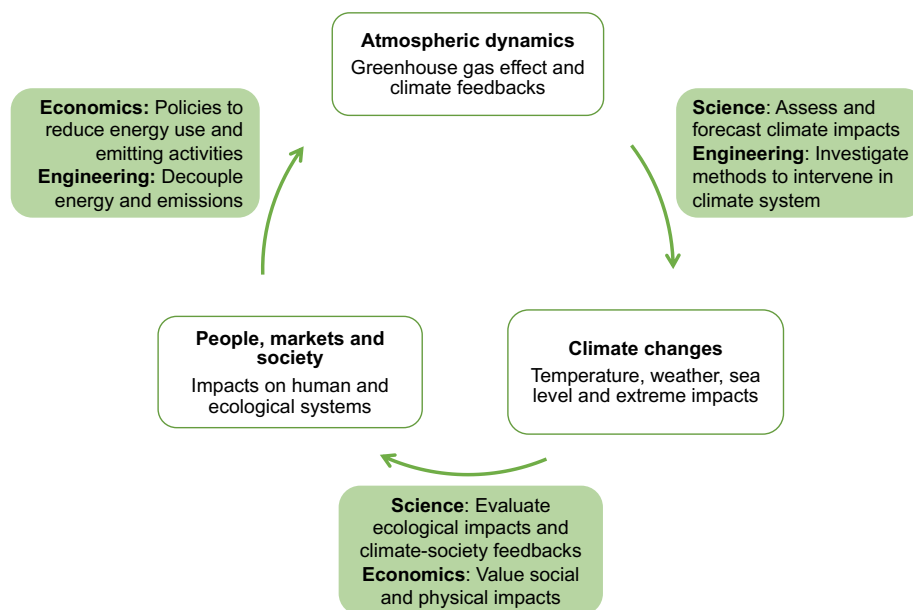 Atmospheric dynamics
Greenhouse gas effect and
climate feedbacks
Economics: Policies to
reduce energy use and
emitting activities
Engineering: Decouple
energy and emissions
Science: Assess and
forecast climate impacts
Engineering: Investigate
methods to intervene in
climate system
People, markets and
society
Impacts on human and
ecological systems
Climate changes
Temperature, weather, sea
level and extreme impacts
Science: Evaluate
ecological impacts and
climate-society feedbacks
Economics: Value social
and physical impacts